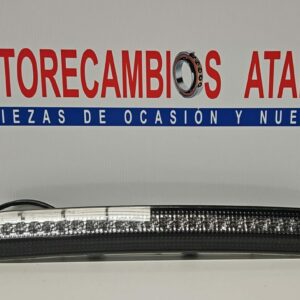 TORECAMBIOS ATA
IEZAS DE OCASIÓN Y NUE